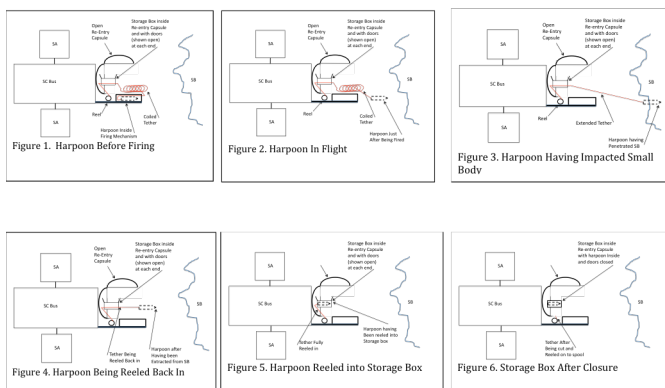 Open
Re-Entry
Capsule
Storage Box inside
Re-entry Capsule
and with doors
(shown open)
at each end
SA
SC Bus
SB
SA
Reel
Coiled
Tether
Harpoon Inside
Firing Mechanism
Figure 1. Harpoon Before Firing
Open
Re-Entry
Capsule
Storage Box inside
Re-entry Capsule
and with doors
(shown open)
at each end
SA
SC Bus
SB
SA
Reel
Coiled
Tether
Harpoon Just
After Being Fired
Figure 2. Harpoon In Flight
Open
Re-Entry
Capsule
Storage Box inside
Re-entry Capsule
and with doors
(shown open)
at each end
SA
SC Bus
SB
SA
Reel
Extended Tether
Harpoon having
Penetrated SB
Figure 3. Harpoon Having Impacted Small
Body
Open
Re-Entry
Capsule
Storage Box inside
Re-entry Capsule
and with doors
(shown open)
at each end
SA
SC Bus
SB
SA
Tether Being
Reeled Back in
Harpoon after
Having been
Extracted from SB
Figure 4. Harpoon Being Reeled Back In
Storage Box inside
Re-entry Capsule
and with doors
(shown open)
at each end
SA
SC Bus
SB
SA
Tether Fully
Reeled in
Harpoon having
Been reeled into
Storage box
Figure 5. Harpoon Reeled into Storage Box
Storage Box inside
Re-entry Capsule
with harpoon Inside
and doors closed
SA
SC Bus
SB
SA
Tether After
Being cut and
Reeled on to spool
Figure 6. Storage Box After Closure